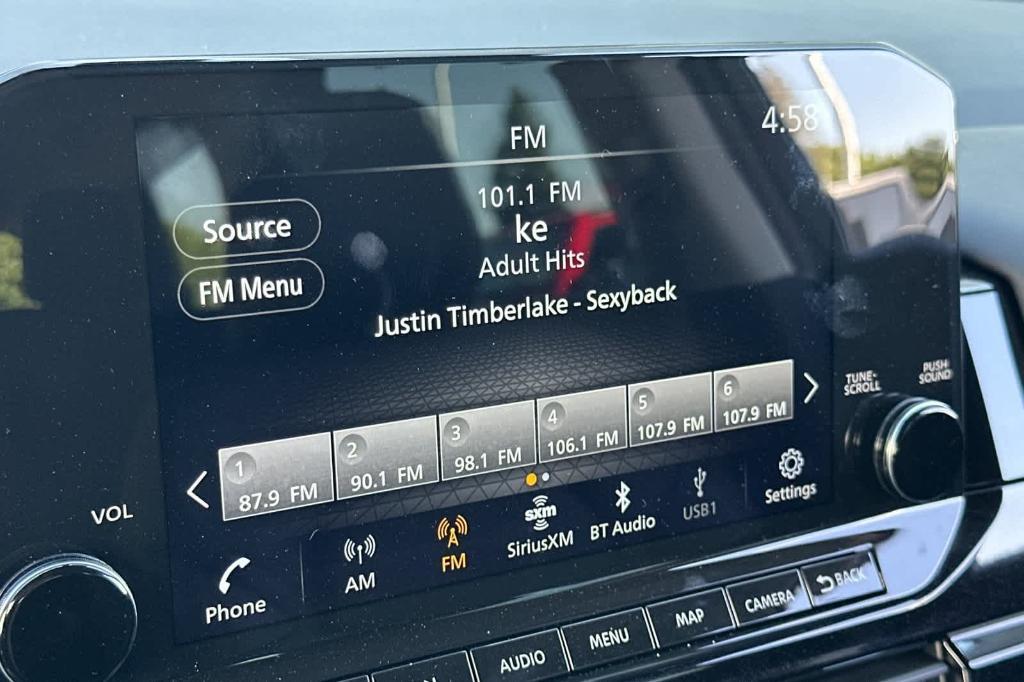 FM
4:58
101.1 FM
ke
Adult Hits
Justin Timberlake - Sexyback
Source
FM Menu
1
87.9 FM
2
90.1 FM
3
98.1 FM
4
106.1 FM
5
107.9 FM
6
107.9 FM
Phone
AM
FM
sxm
SiriusXM
BT Audio
USB1
Settings
VOL
TUNE-
SCROLL
PUSH
SOUND
AUDIO
MENU
MAP
CAMERA
BACK